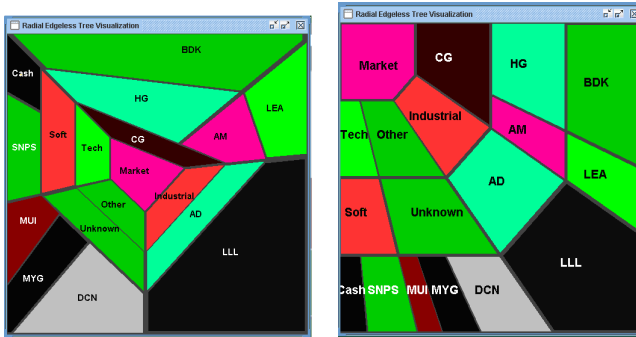 Radial Edgeless Tree Visualization
BDK
Cash
HG
LEA
Soft
CG
AM
SNPS
Tech
Market
Industrial
Other
AD
MUI
Unknown
LLL
MYG
DCN
Radial Edgeless Tree Visualization
Market
CG
HG
BDK
Industrial
Tech
Other
AM
LEA
AD
Soft
Unknown
LLL
Cash
SNPS
MUI
MYG
DCN